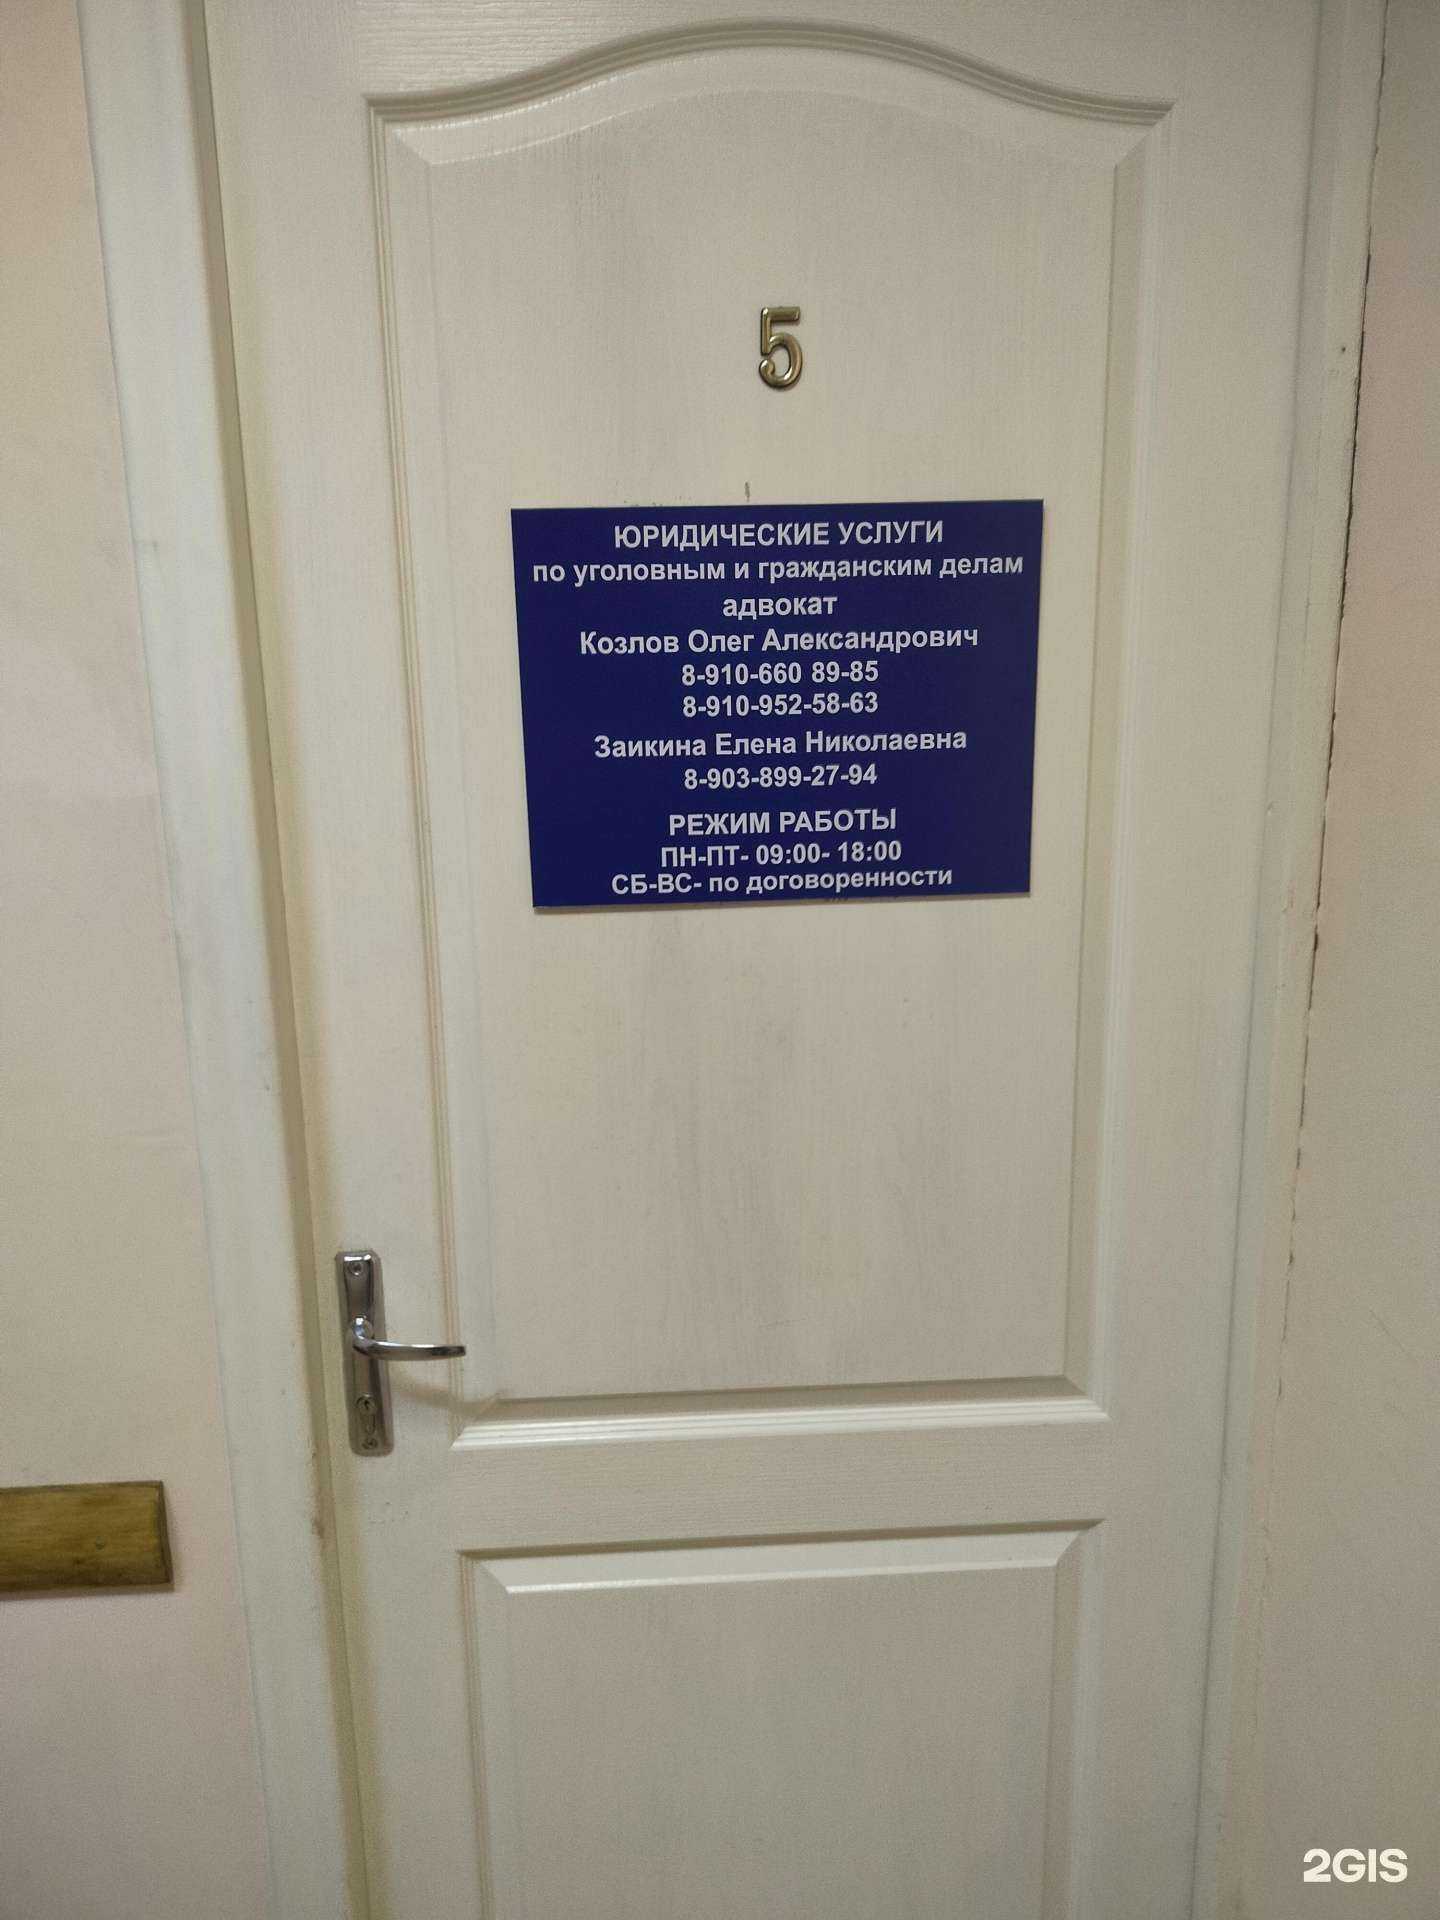 5
ЮРИДИЧЕСКИЕ УСЛУГИ
по уголовным и гражданским делам
адвокат
Козлов Олег Александрович
8-910-660 89-85
8-910-952-58-63
Заикина Елена Николаевна
8-903-899-27-94
РЕЖИМ РАБОТЫ
ПН-ПТ- 09:00- 18:00
СБ-ВС- по договоренности
2GIS